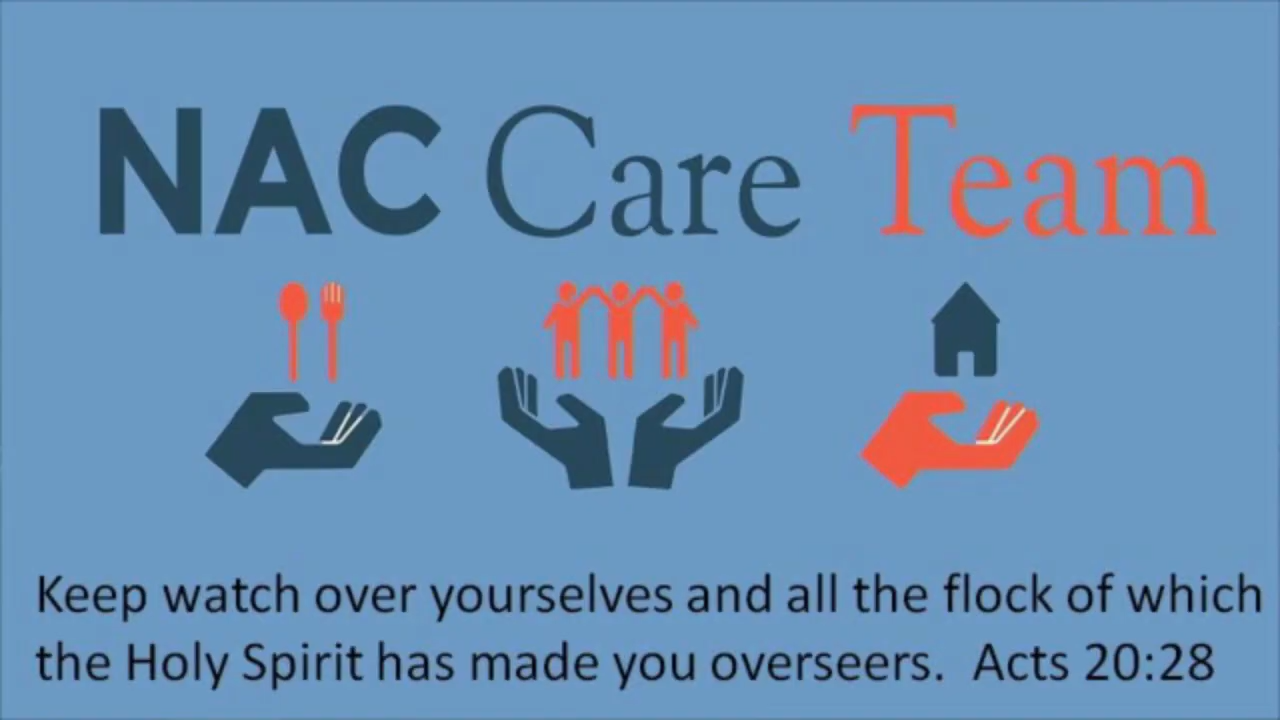 NAC Care Team
Keep watch over yourselves and all the flock of which
the Holy Spirit has made you overseers.  Acts 20:28